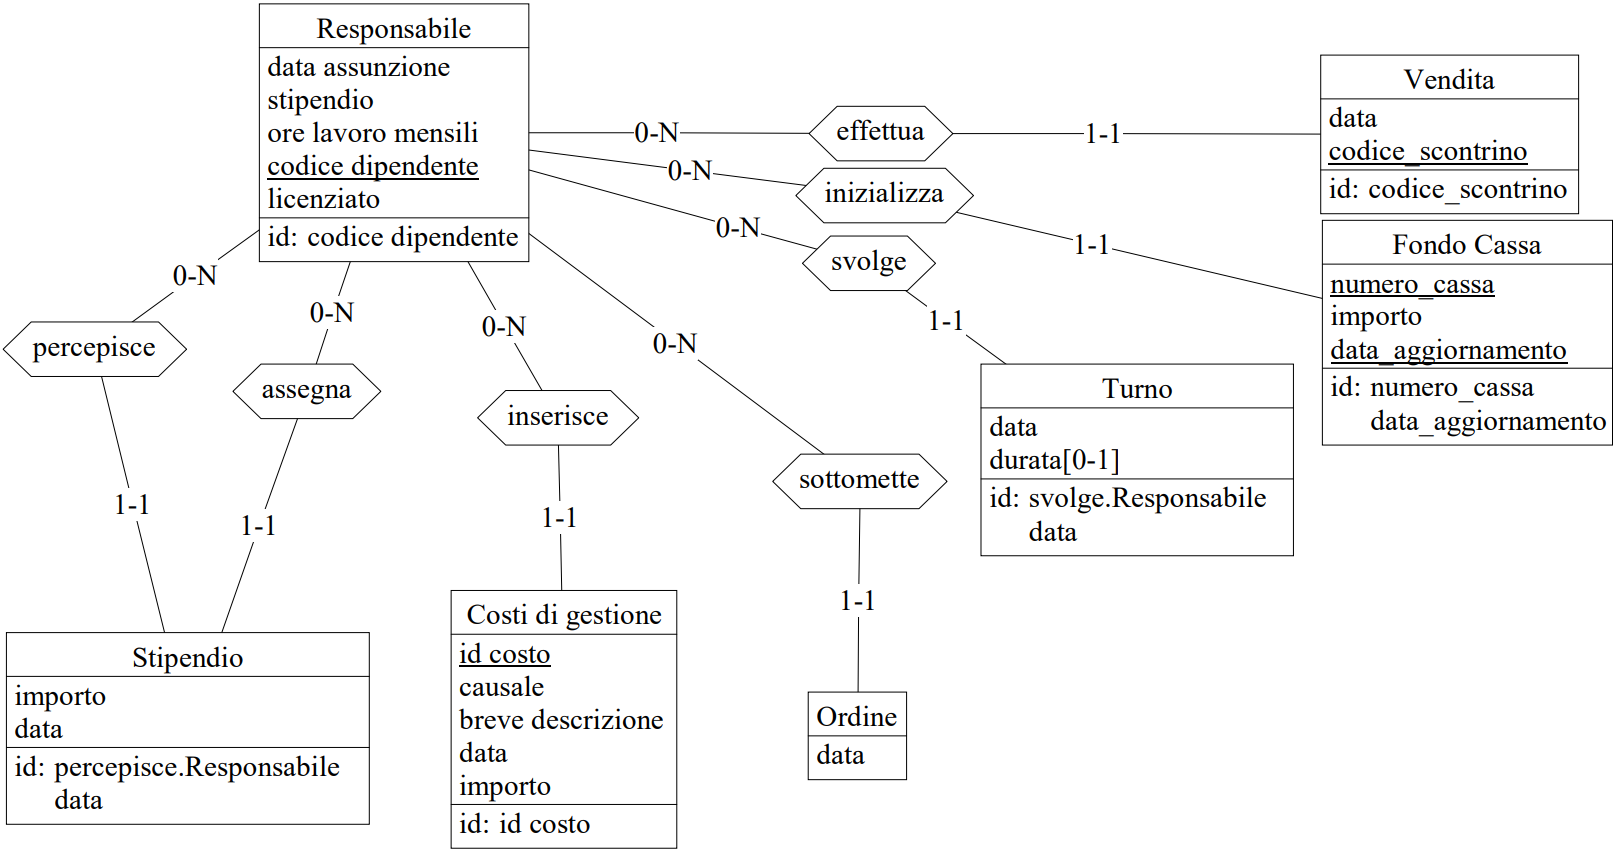 Responsabile
data assunzione
stipendio
ore lavoro mensili
codice dipendente
licenziato
id: codice dipendente
0-N
effettua
1-1
Vendita
data
codice_scontrino
id: codice_scontrino
0-N
inizializza
1-1
Fondo Cassa
numero_cassa
importo
data_aggiornamento
id: numero_cassa
data_aggiornamento
0-N
svolge
1-1
Turno
data
durata[0-1]
id: svolge.Responsabile
data
0-N
percepisce
1-1
0-N
assegna
1-1
Stipendio
importo
data
id: percepisce.Responsabile
data
0-N
inserisce
1-1
Costi di gestione
id costo
causale
breve descrizione
data
importo
id: id costo
0-N
sottomette
1-1
Ordine
data